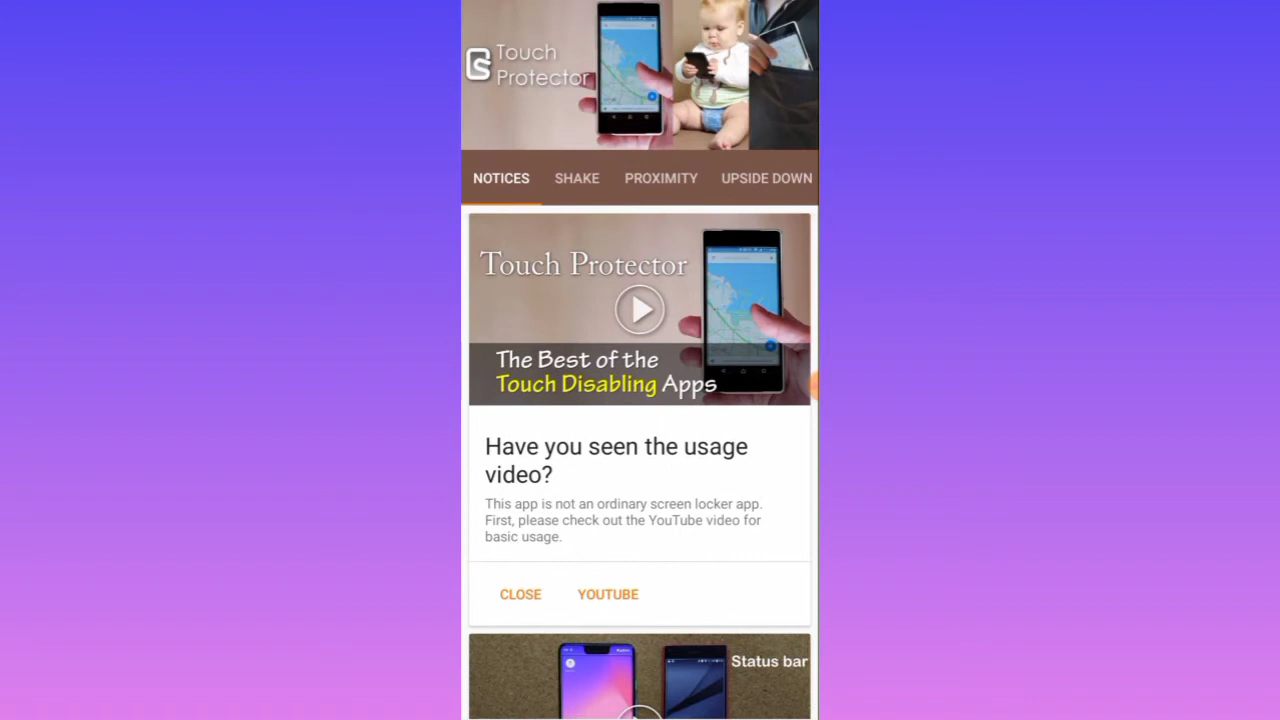 Touch
Protector
NOTICES
SHAKE
PROXIMITY
UPSIDE DOWN
Touch Protector
The Best of the
Touch Disabling Apps
Have you seen the usage
video?
This app is not an ordinary screen locker app.
First, please check out the YouTube video for
basic usage.
CLOSE
YOUTUBE
Status bar